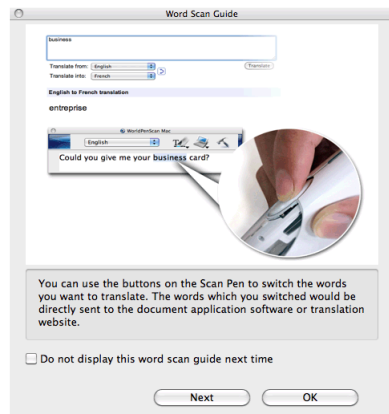 Word Scan Guide
business
Translate from: English
Translate
Translate into: French
English to French translation
entreprise
WorldPenScan Mac
English
Could you give me your business card?
You can use the buttons on the Scan Pen to switch the words
you want to translate. The words which you switched would be
directly sent to the document application software or translation
website.
Do not display this word scan guide next time
Next
OK